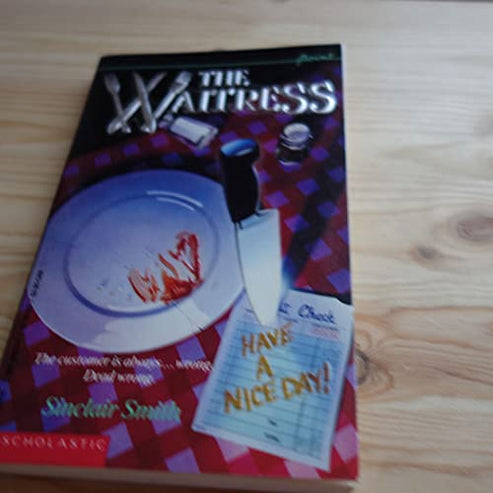 point
THE
WAITRESS
Check
HAVE
A
NICE DAY!
The customer is always... wrong.
Dead wrong.
Sinclair Smith
SCHOLASTIC